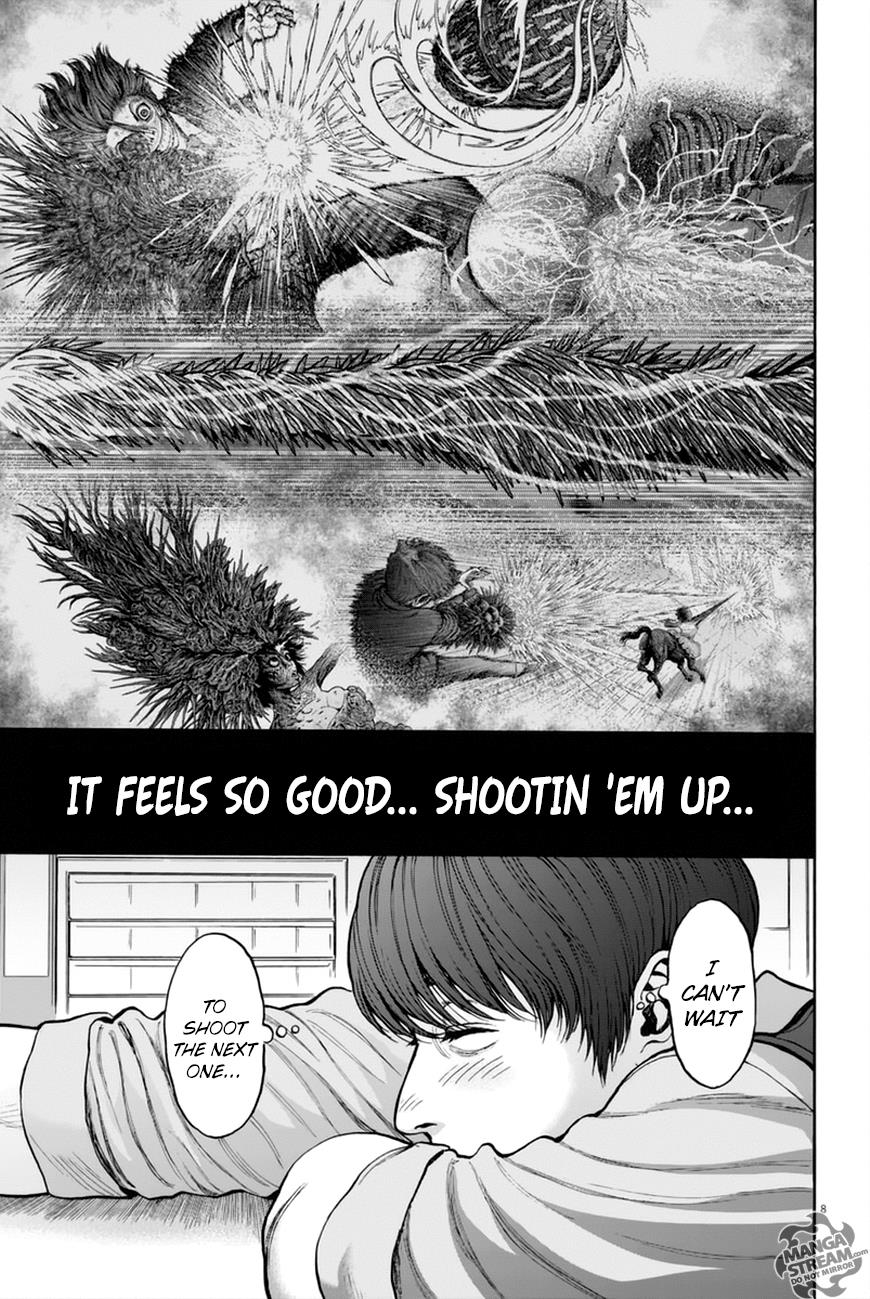 IT FEELS SO GOOD... SHOOTIN 'EM UP...
I
CAN'T
WAIT
TO
SHOOT
THE NEXT
ONE...
8
MANGA
STREAM.com
DO NOT MIRROR